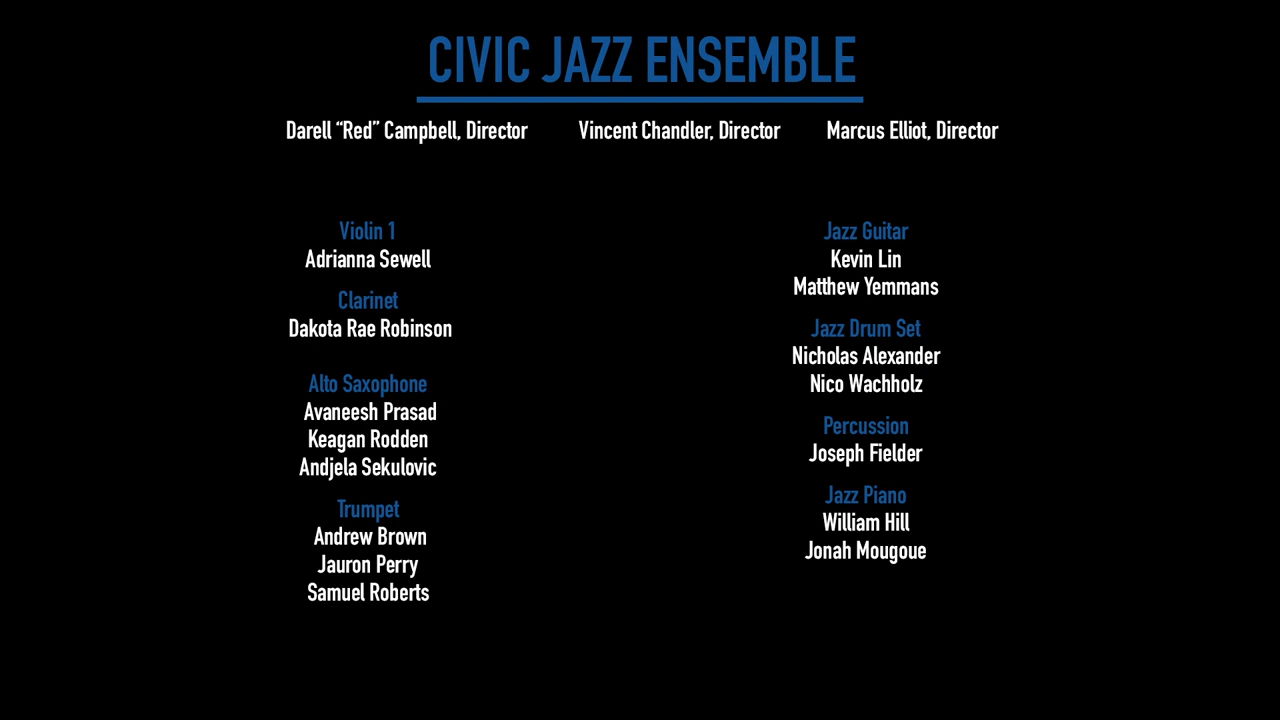 CIVIC JAZZ ENSEMBLE
Darell “Red” Campbell, Director
Vincent Chandler, Director
Marcus Elliot, Director
Violin 1
Adrianna Sewell
Clarinet
Dakota Rae Robinson
Alto Saxophone
Avaneesh Prasad
Keagan Rodden
Andjela Sekulovic
Trumpet
Andrew Brown
Jauron Perry
Samuel Roberts
Jazz Guitar
Kevin Lin
Matthew Yemmans
Jazz Drum Set
Nicholas Alexander
Nico Wachholz
Percussion
Joseph Fielder
Jazz Piano
William Hill
Jonah Mougoue